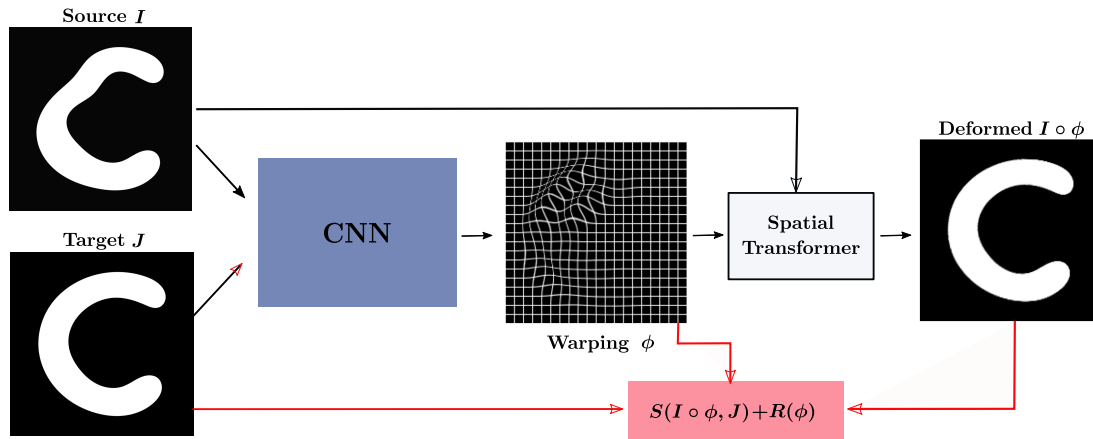 Source I
Target J
CNN
Warping ϕ
Spatial
Transformer
Deformed I ∘ ϕ
S(I ∘ ϕ, J)+R(ϕ)